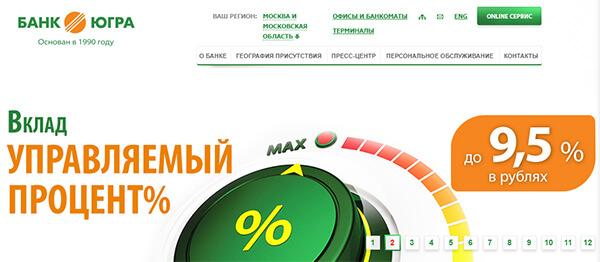 БАНК ЮГРА
Основан в 1990 году
ВАШ РЕГИОН: МОСКВА И МОСКОВСКАЯ ОБЛАСТЬ
ОФИСЫ И БАНКОМАТЫ
ТЕРМИНАЛЫ
ENG
ONLINE СЕРВИС
О БАНКЕ ГЕОГРАФИЯ ПРИСУТСТВИЯ ПРЕСС-ЦЕНТР ПЕРСОНАЛЬНОЕ ОБСЛУЖИВАНИЕ КОНТАКТЫ
ВКЛАД
УПРАВЛЯЕМЫЙ
ПРОЦЕНТ%
MAX
%
до 9,5 %
в рублях
1 2 3 4 5 6 7 8 9 10 11 12